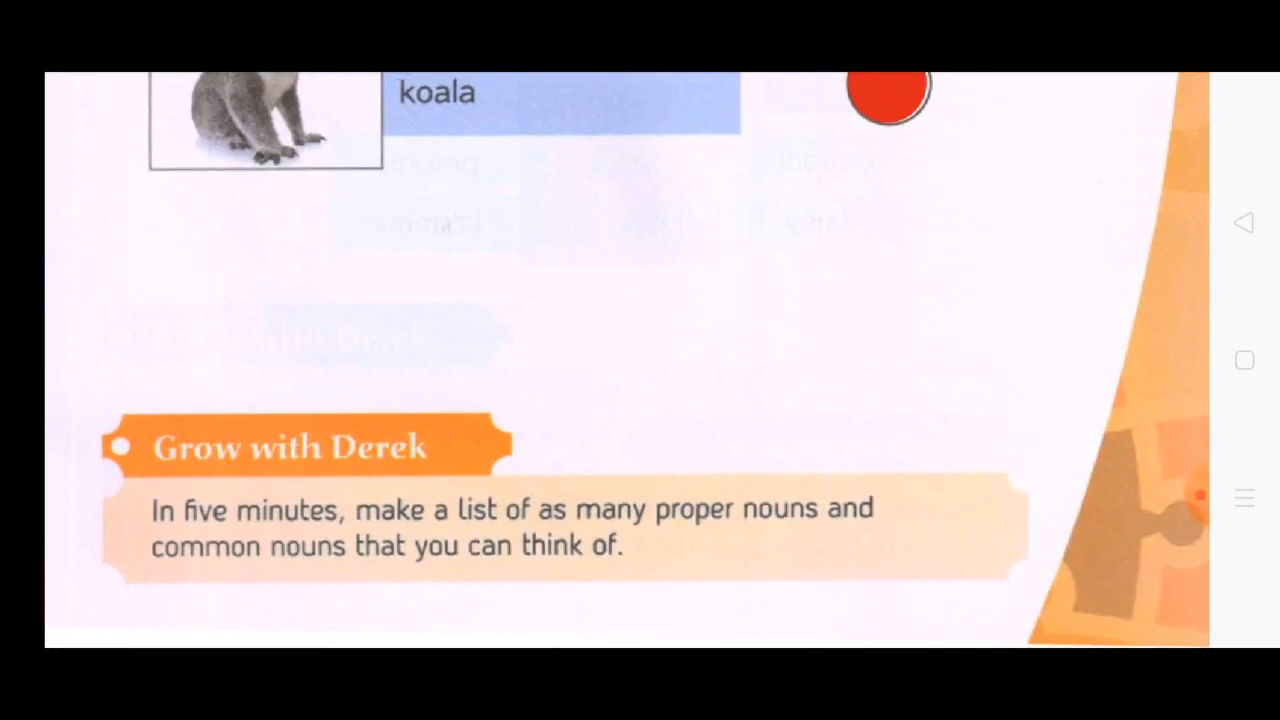 koala
Grow with Derek
In five minutes, make a list of as many proper nouns and
common nouns that you can think of.